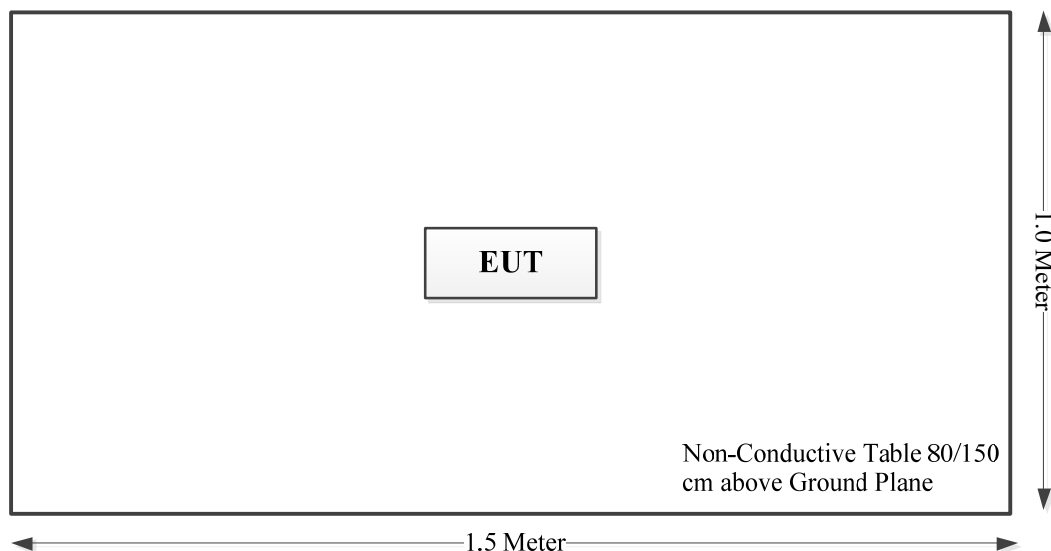 EUT
1.0 Meter
Non-Conductive Table 80/150
cm above Ground Plane
1.5 Meter